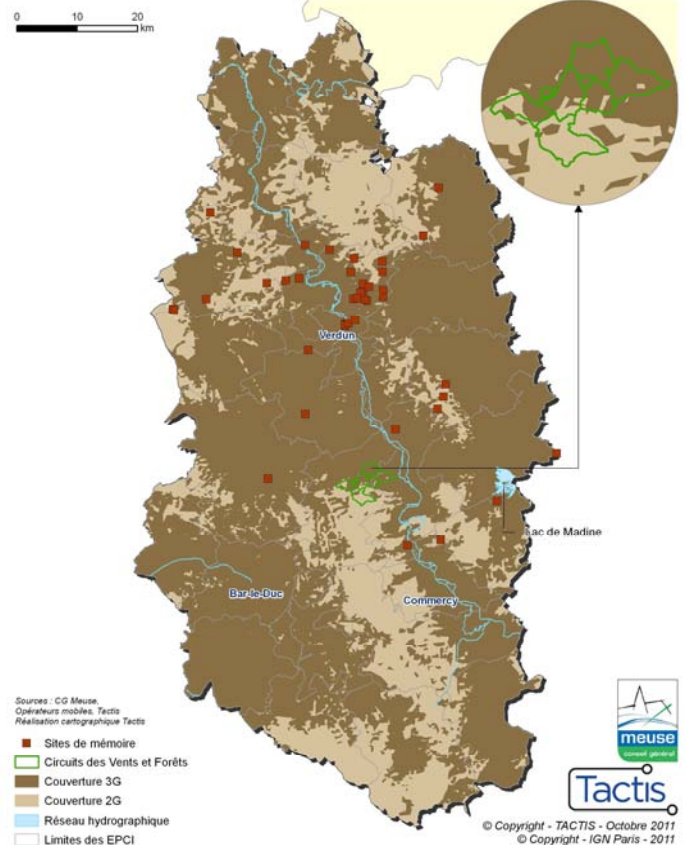 0 10 20
km
Verdun
Lac de Madine
Bar-le-Duc
Commercy
Sources : CG Meuse,
Opérateurs mobiles, Tactis
Réalisation cartographique Tactis
Sites de mémoire
Circuits des Vents et Forêts
Couverture 3G
Couverture 2G
Réseau hydrographique
Limites des EPCI
meuse
conseil général
Tactis
© Copyright - TACTIS - Octobre 2011
© Copyright - IGN Paris - 2011